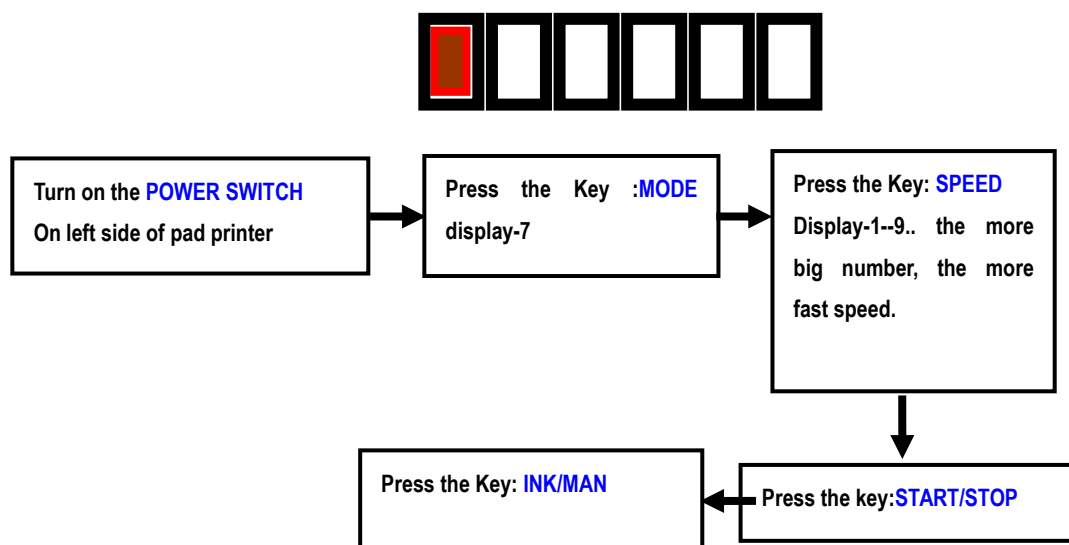 Turn on the POWER SWITCH
On left side of pad printer
Press the Key :MODE
display-7
Press the Key: SPEED
Display-1--9.. the more
big number, the more
fast speed.
Press the key:START/STOP
Press the Key: INK/MAN